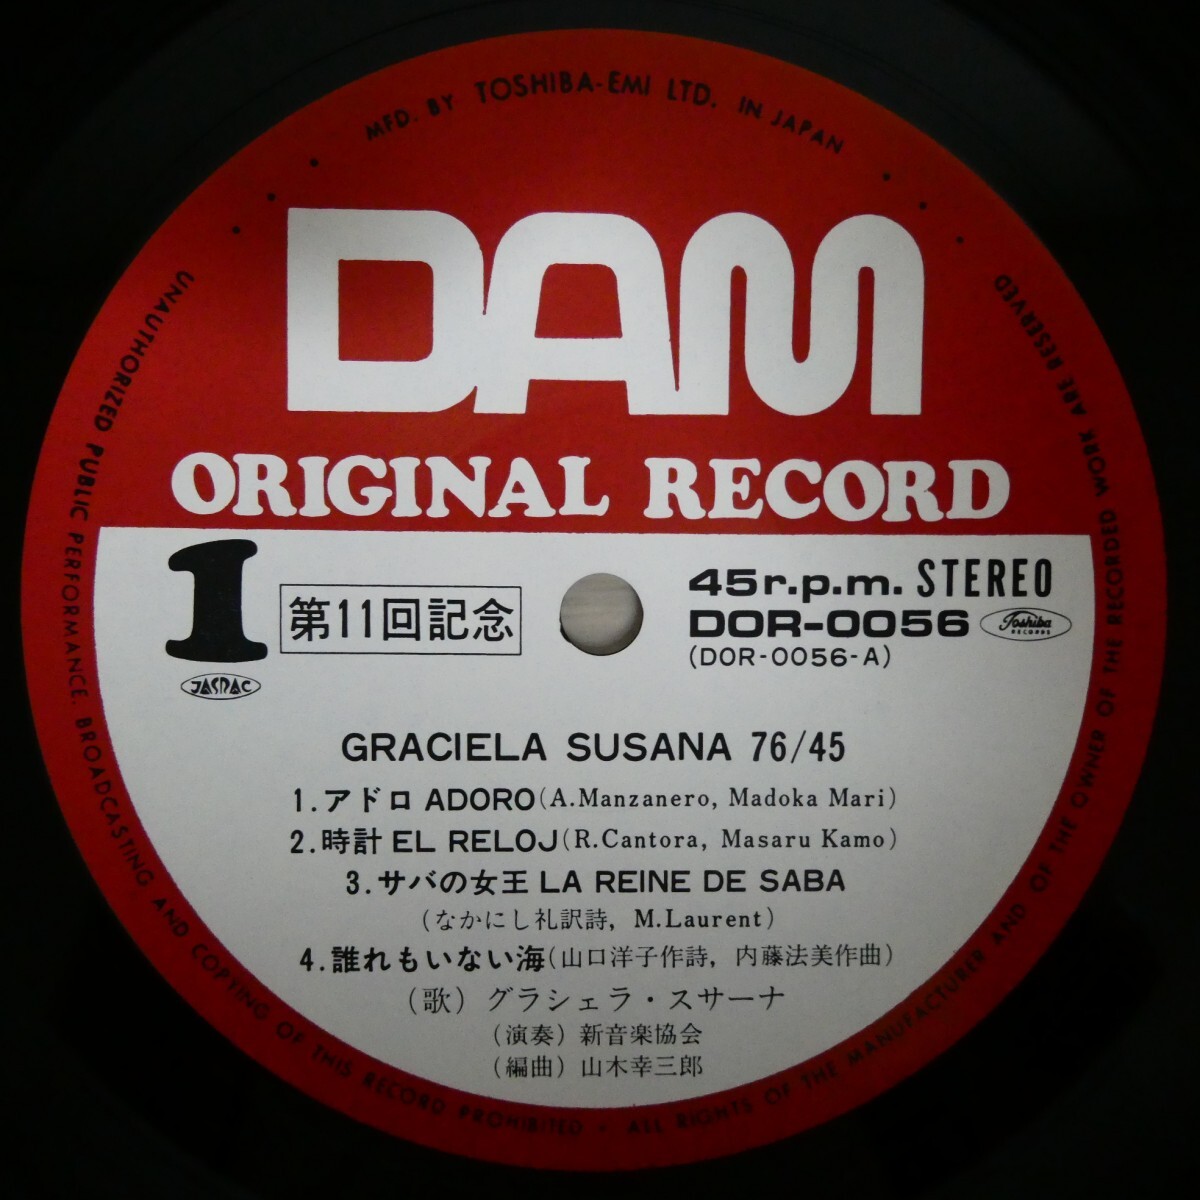 MFD. BY TOSHIBA-EMI LTD. IN JAPAN
DAM
ORIGINAL RECORD
1
第11回記念
JASRAC
45r.p.m. STEREO
DOR-0056
Toshiba
RECORDS
(DOR-0056-A)
GRACIELA SUSANA 76/45
1.アドロ ADORO(A.Manzanero, Madoka Mari)
2.時計 EL RELOJ(R.Cantora, Masaru Kamo)
3.サバの女王 LA REINE DE SABA
(なかにし礼訳詩, M.Laurent)
4.誰れもいない海(山口洋子作詩, 内藤法美作曲)
(歌) グラシェラ・スサーナ
(演奏) 新音楽協会
(編曲) 山木幸三郎
UNAUTHORIZED PUBLIC PERFORMANCE. BROADCASTING AND COPYING OF THIS RECORD PROHIBITED • ALL RIGHTS OF THE MANUFACTURER AND OF THE OWNER OF THE RECORDED WORK ARE RESERVED